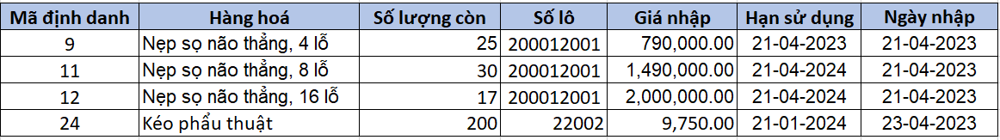 Mã định danh Hàng hoá Số lượng còn Số lô Giá nhập Hạn sử dụng Ngày nhập
9 Nẹp sọ não thẳng, 4 lỗ 25 200012001 790,000.00 21-04-2023 21-04-2023
11 Nẹp sọ não thẳng, 8 lỗ 30 200012001 1,490,000.00 21-04-2024 21-04-2023
12 Nẹp sọ não thẳng, 16 lỗ 17 200012001 2,000,000.00 21-04-2024 21-04-2023
24 Kéo phẩu thuật 200 22002 9,750.00 21-01-2024 23-04-2023